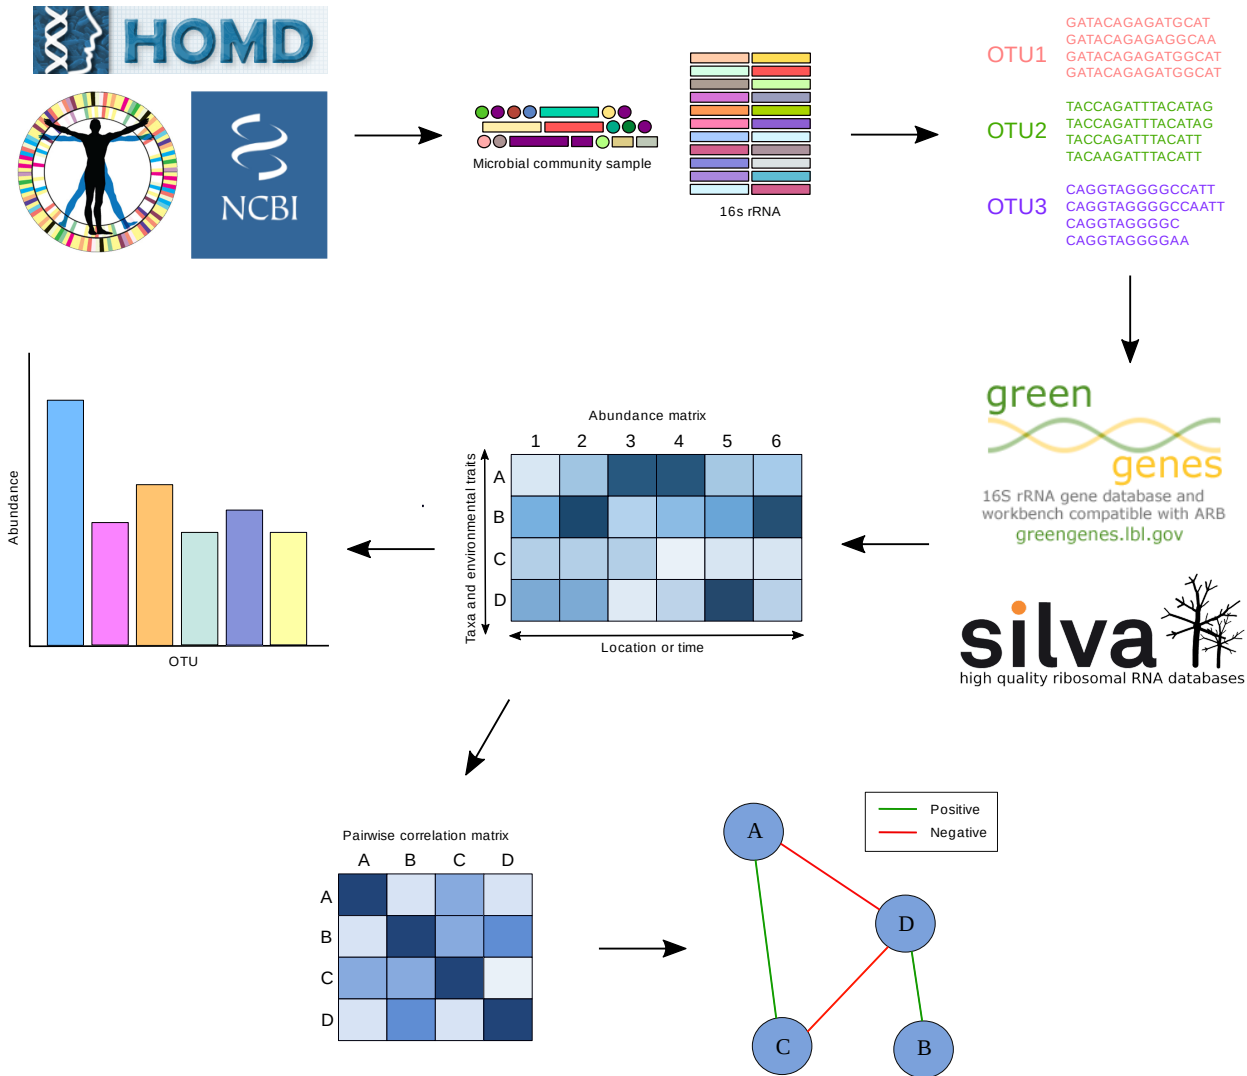 HOMD
NCBI
Microbial community sample
16s rRNA
OTU1
GATACAGAGATGCAT
GATACAGAGAGGCAA
GATACAGAGATGGCAT
GATACAGAGATGGCAT
OTU2
TACCAGATTTACATAG
TACCAGATTTACATAG
TACCAGATTTACATT
TACAAGATTTACATT
OTU3
CAGGTAGGGGCCATT
CAGGTAGGGGCCAATT
CAGGTAGGGGC
CAGGTAGGGGAA
green
genes
16S rRNA gene database and
workbench compatible with ARB
greengenes.lbl.gov
silva
high quality ribosomal RNA databases
Abundance matrix
1 2 3 4 5 6
A
B
C
D
Taxa and environmental traits
Location or time
Abundance
OTU
Pairwise correlation matrix
A B C D
A
B
C
D
A
D
C
B
Positive
Negative